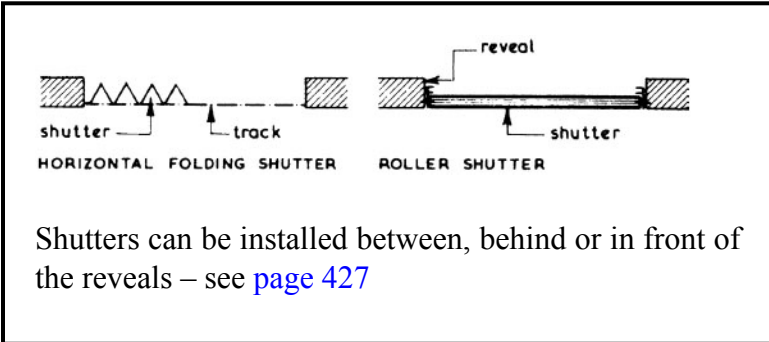 reveal
shutter
track
HORIZONTAL FOLDING SHUTTER
shutter
ROLLER SHUTTER
Shutters can be installed between, behind or in front of
the reveals – see page 427